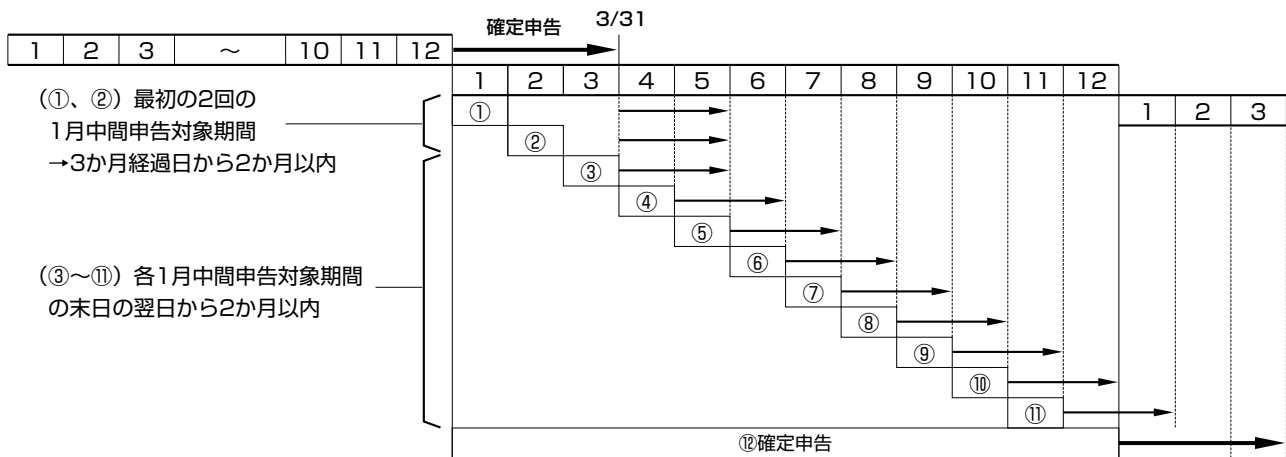 確定申告
3/31
1 2 3 ～ 10 11 12
1 2 3 4 5 6 7 8 9 10 11 12
1 2 3
（①、②）最初の2回の
1月中間申告対象期間
→3か月経過日から2か月以内
①
②
③
④
⑤
⑥
（③～⑪）各1月中間申告対象期間
の末日の翌日から2か月以内
⑦
⑧
⑨
⑩
⑪
⑫確定申告